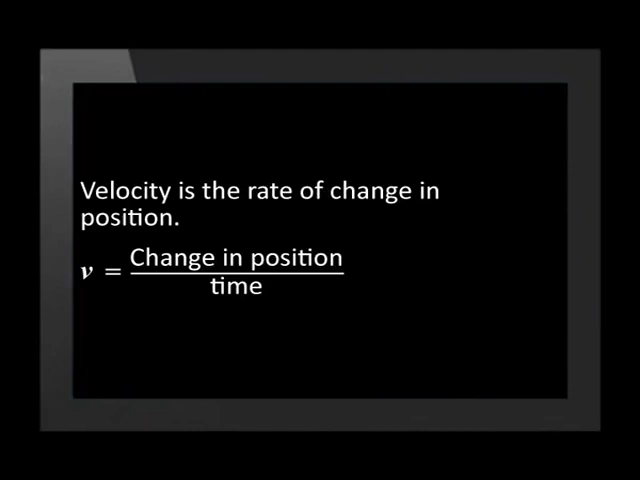 Velocity is the rate of change in
position.
v = Change in position
time